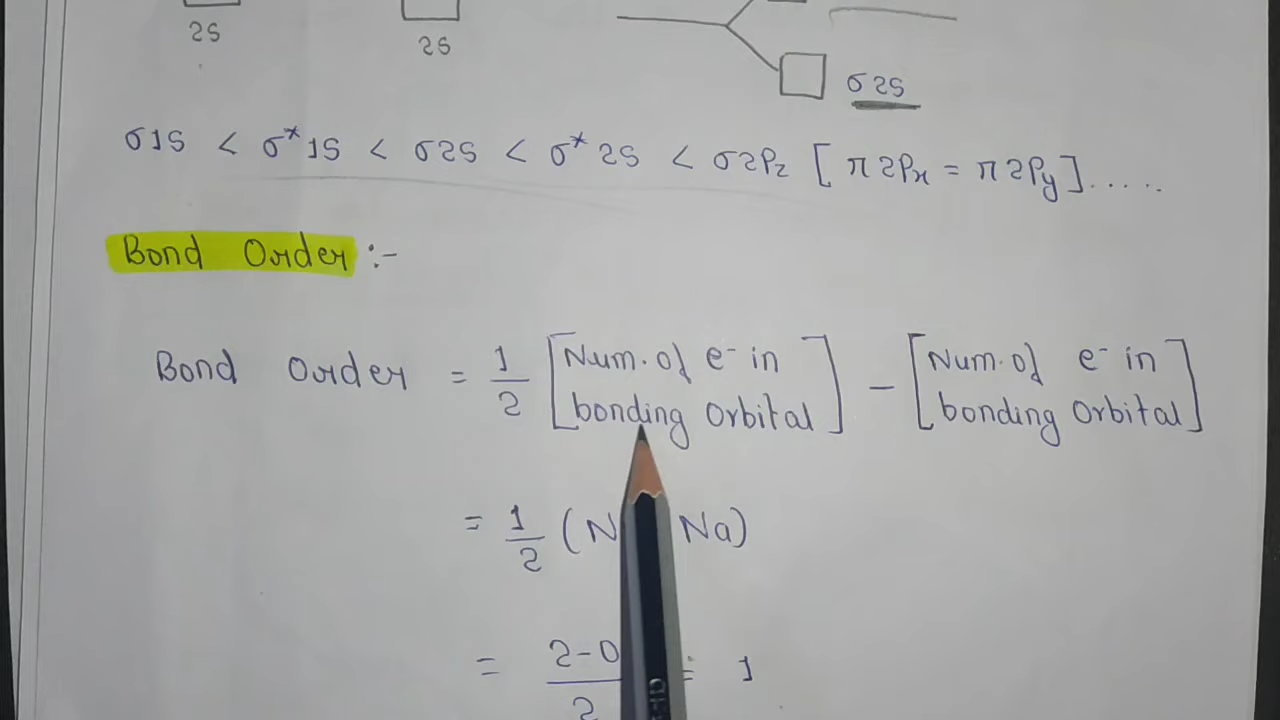 2S 2S
σ2S
σ1S < σ*1S < σ2S < σ*2S < σ2Pz [π2Px = π2Py].....
Bond Order :-
Bond Order = 1/2 [Num. of e⁻ in bonding Orbital] − [Num. of e⁻ in bonding Orbital]
= 1/2 (N Na)
= 2-0/2 = 1